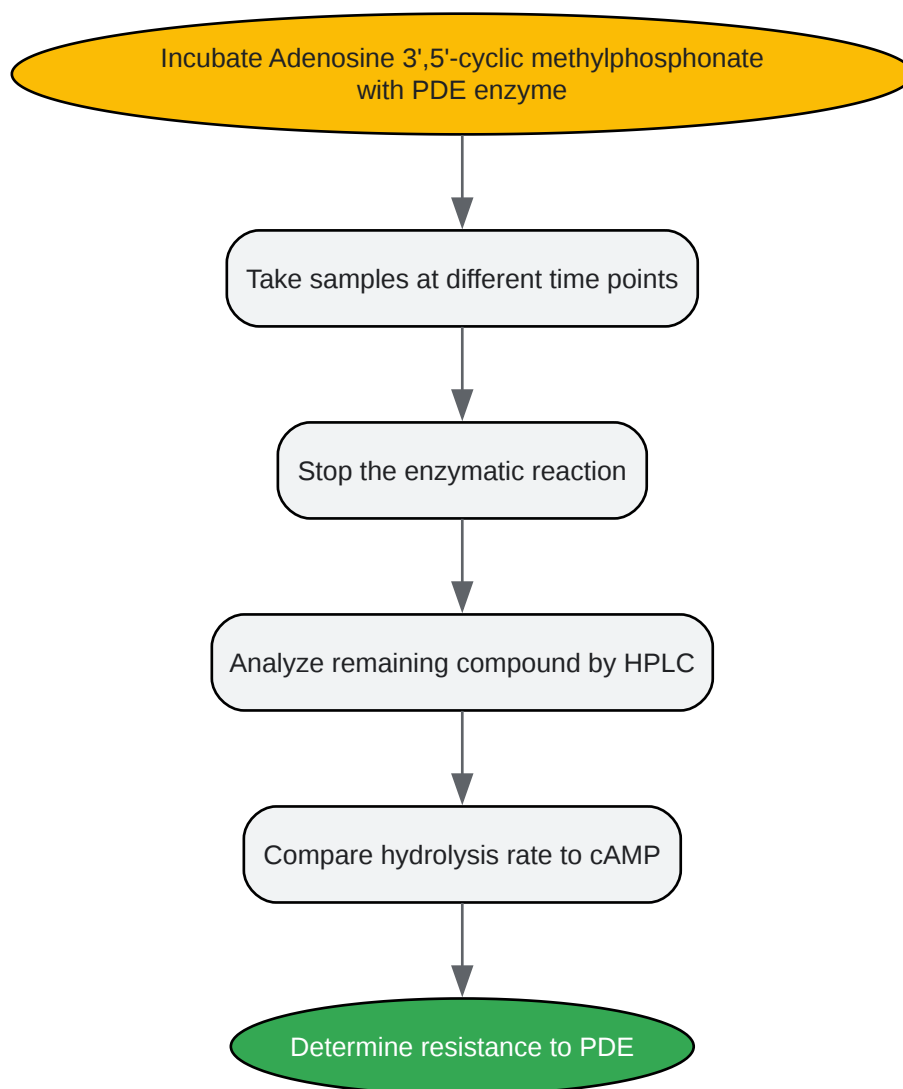 Incubate Adenosine 3',5'-cyclic methylphosphonate
with PDE enzyme
Take samples at different time points
Stop the enzymatic reaction
Analyze remaining compound by HPLC
Compare hydrolysis rate to cAMP
Determine resistance to PDE